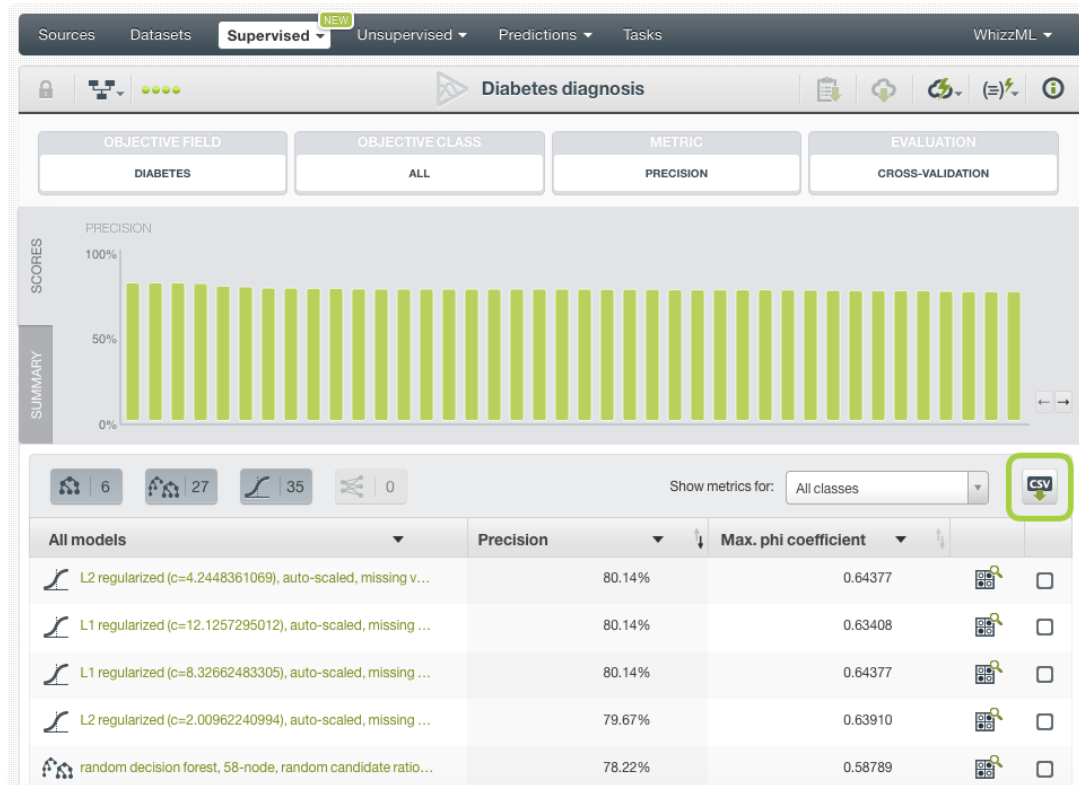 NEW
Sources Datasets Supervised Unsupervised Predictions Tasks WhizzML
Diabetes diagnosis
OBJECTIVE FIELD OBJECTIVE CLASS METRIC EVALUATION
DIABETES ALL PRECISION CROSS-VALIDATION
SCORES
SUMMARY
PRECISION
100%
50%
0%
6 27 35 0 Show metrics for: All classes CSV
All models Precision Max. phi coefficient
L2 regularized (c=4.2448361069), auto-scaled, missing v… 80.14% 0.64377
L1 regularized (c=12.1257295012), auto-scaled, missing … 80.14% 0.63408
L1 regularized (c=8.32662483305), auto-scaled, missing … 80.14% 0.64377
L2 regularized (c=2.00962240994), auto-scaled, missing … 79.67% 0.63910
random decision forest, 58-node, random candidate ratio… 78.22% 0.58789